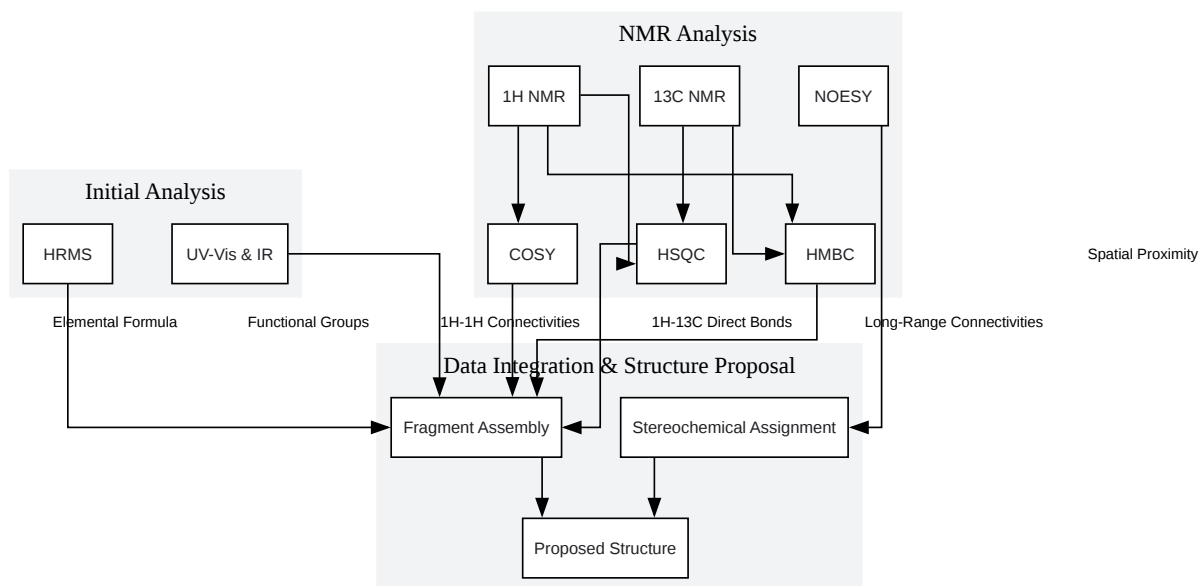 NMR Analysis
1H NMR
13C NMR
NOESY
Initial Analysis
HRMS
UV-Vis & IR
COSY
HSQC
HMBC
Spatial Proximity
Elemental Formula
Functional Groups
1H-1H Connectivities
1H-13C Direct Bonds
Long-Range Connectivities
Data Integration & Structure Proposal
Fragment Assembly
Stereochemical Assignment
Proposed Structure